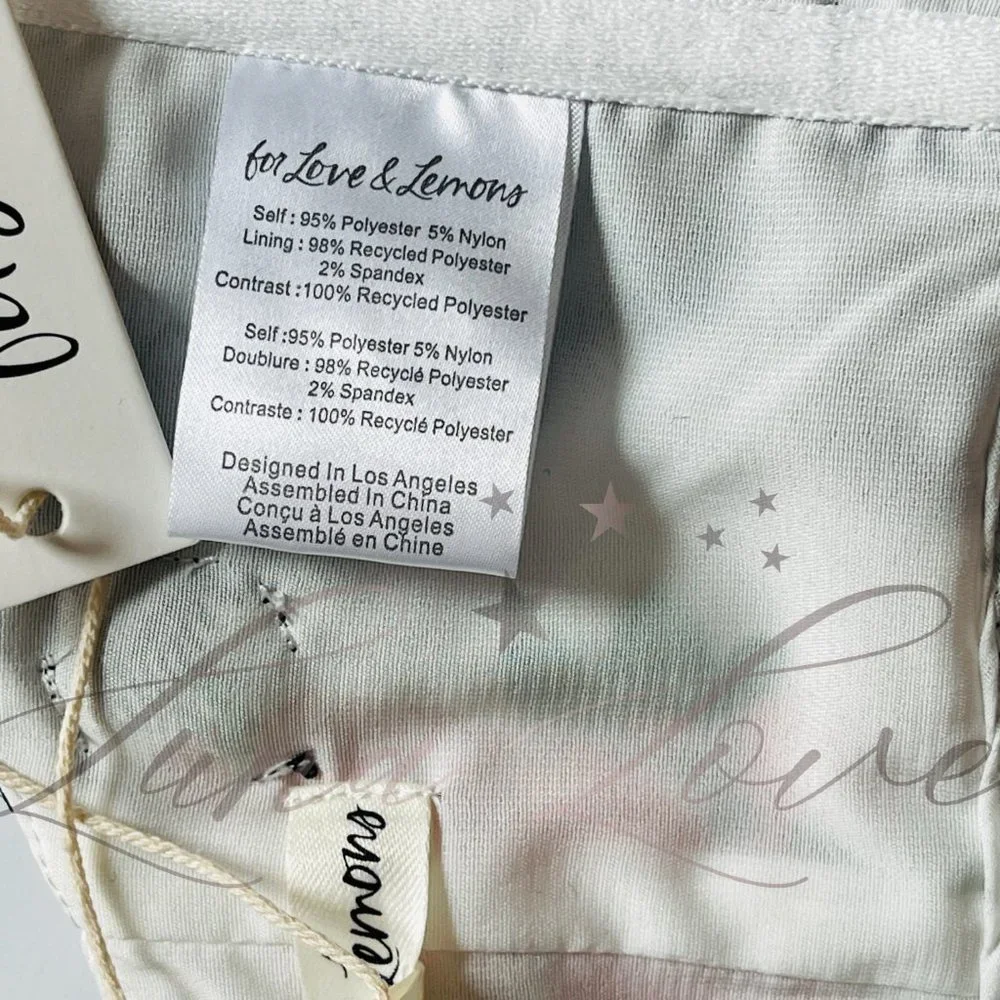 for Love & Lemons
Self : 95% Polyester 5% Nylon
Lining : 98% Recycled Polyester
2% Spandex
Contrast :100% Recycled Polyester
Self :95% Polyester 5% Nylon
Doublure : 98% Recyclé Polyester
2% Spandex
Contraste : 100% Recyclé Polyester
Designed In Los Angeles
Assembled In China
Conçu à Los Angeles
Assemblé en Chine
Luna Love
Lemons